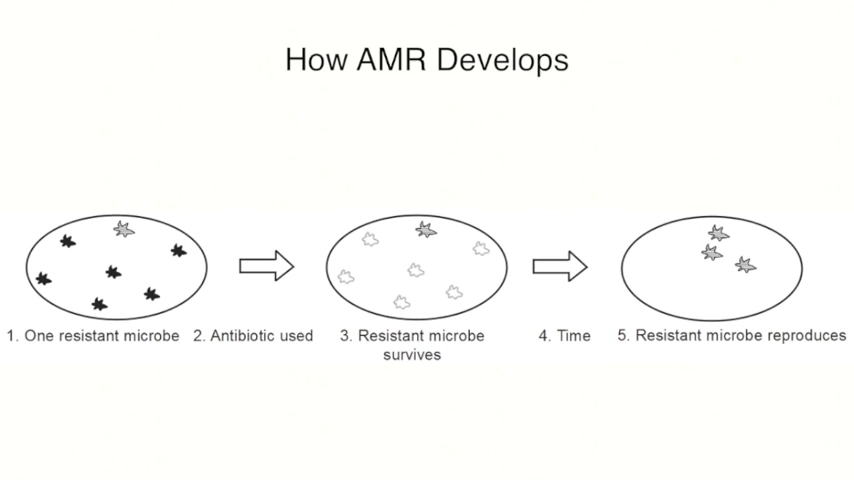 How AMR Develops
1. One resistant microbe
2. Antibiotic used
3. Resistant microbe
survives
4. Time
5. Resistant microbe reproduces